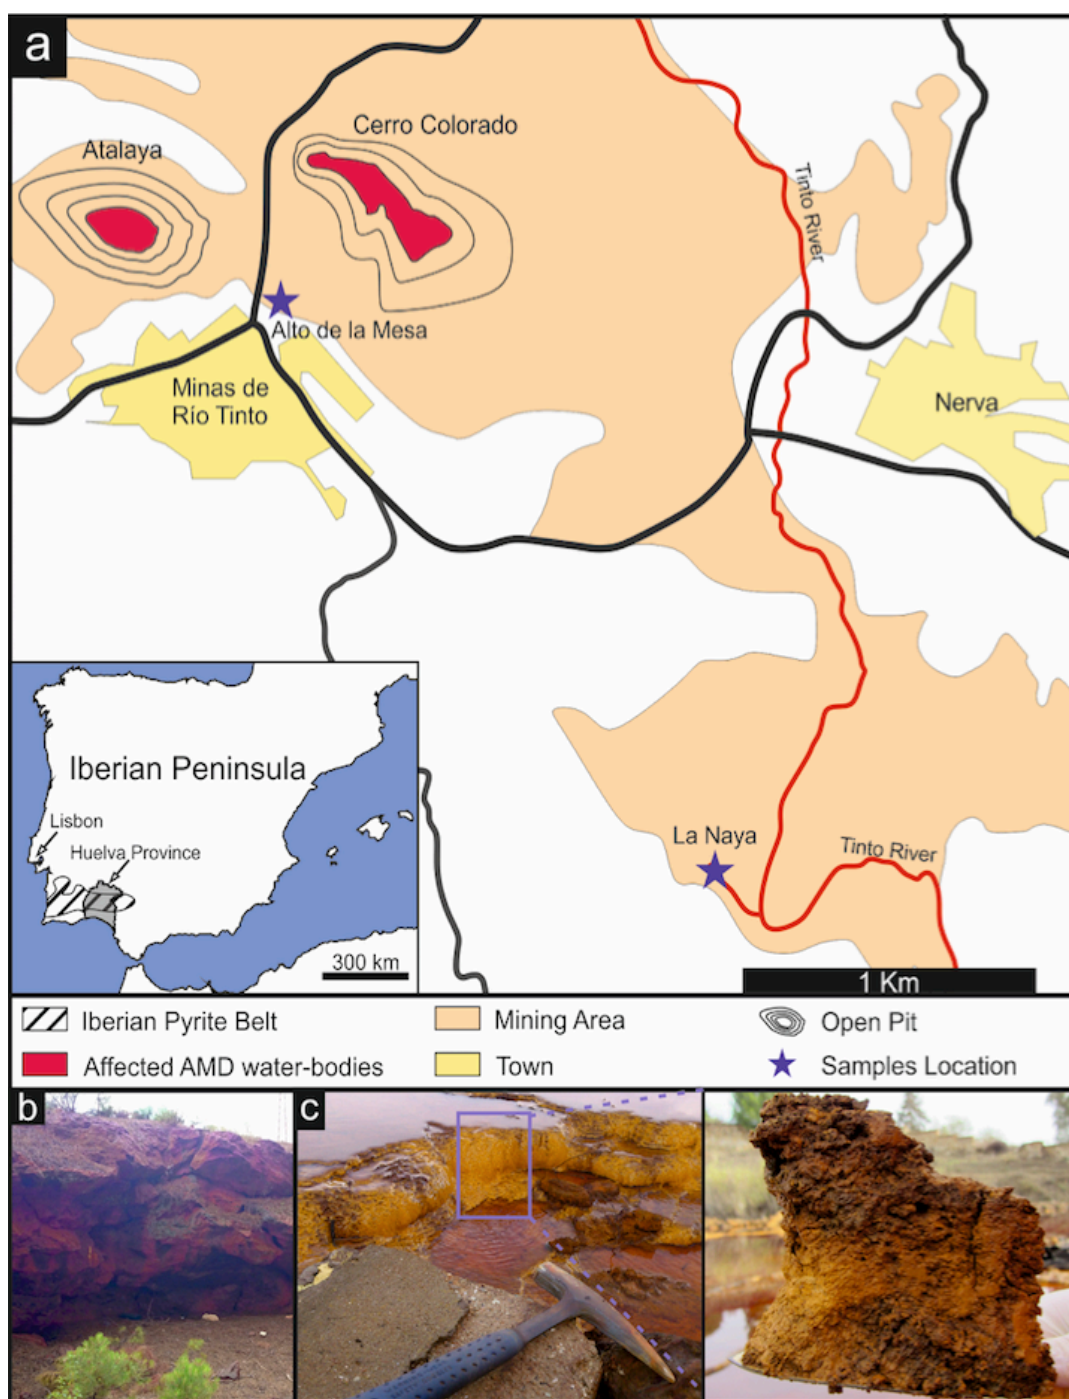 a
Cerro Colorado
Atalaya
Tinto River
Alto de la Mesa
Minas de
Río Tinto
Nerva
Iberian Peninsula
Lisbon
Huelva Province
300 km
La Naya
Tinto River
1 Km
Iberian Pyrite Belt
Mining Area
Open Pit
Affected AMD water-bodies
Town
Samples Location
b
c